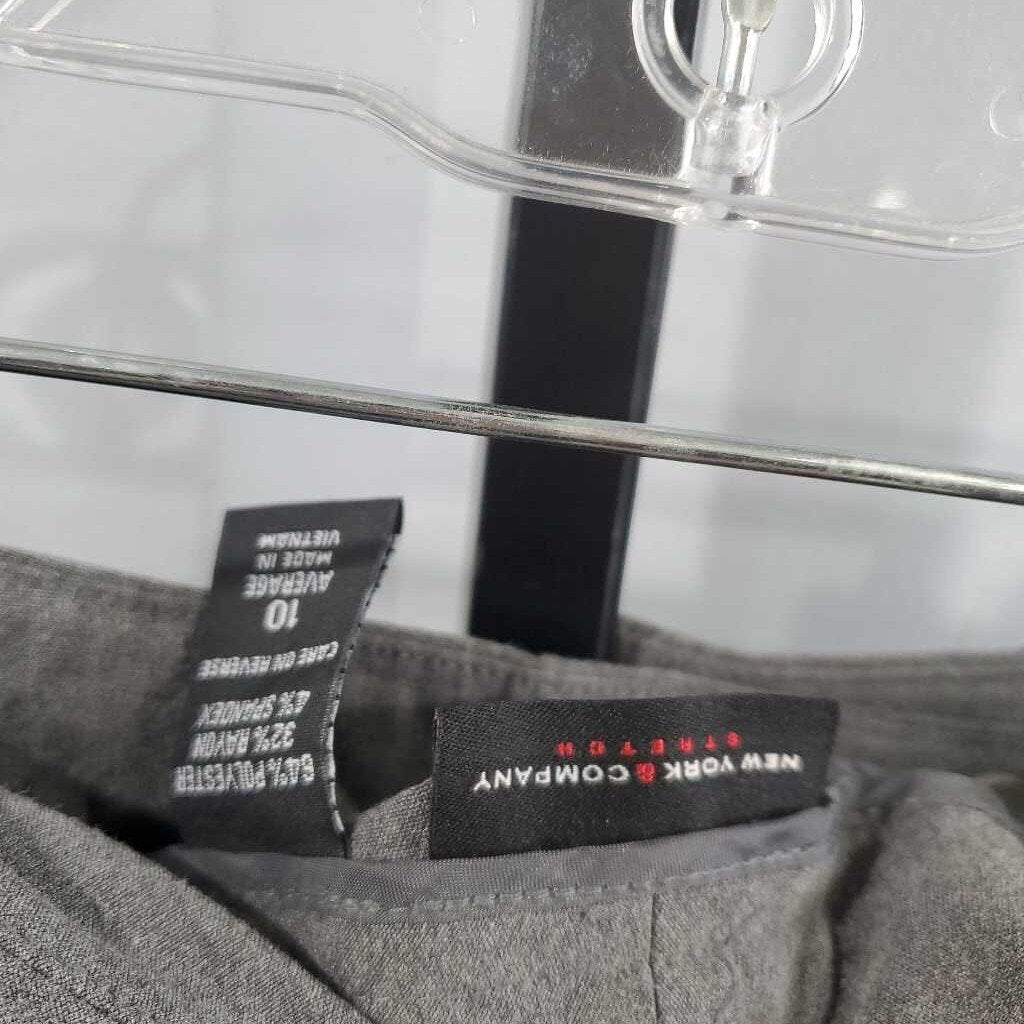 64% POLYESTER
32% RAYON
4% SPANDEX
CARE ON REVERSE
10
AVERAGE
MADE IN
VIETNAM
NEW YORK & COMPANY
STRETCH